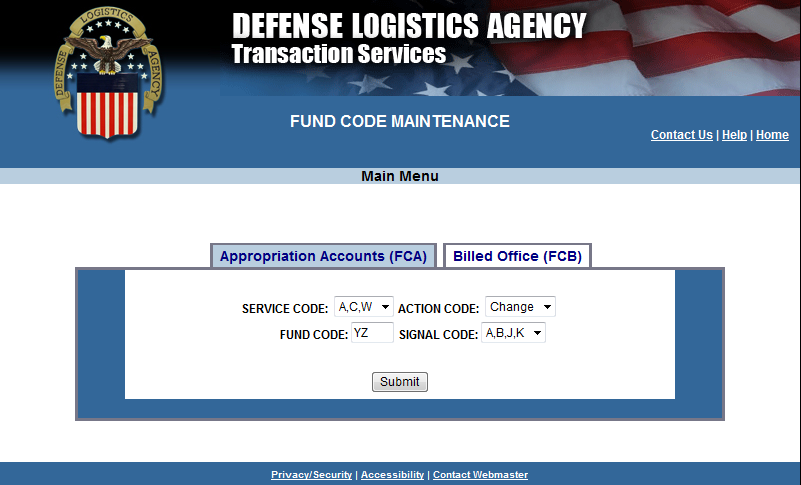 DEFENSE LOGISTICS AGENCY
DEFENSE LOGISTICS AGENCY
Transaction Services
FUND CODE MAINTENANCE
Contact Us | Help | Home
Main Menu
Appropriation Accounts (FCA) Billed Office (FCB)
SERVICE CODE: A,C,W ACTION CODE: Change
FUND CODE: YZ SIGNAL CODE: A,B,J,K
Submit
Privacy/Security | Accessibility | Contact Webmaster